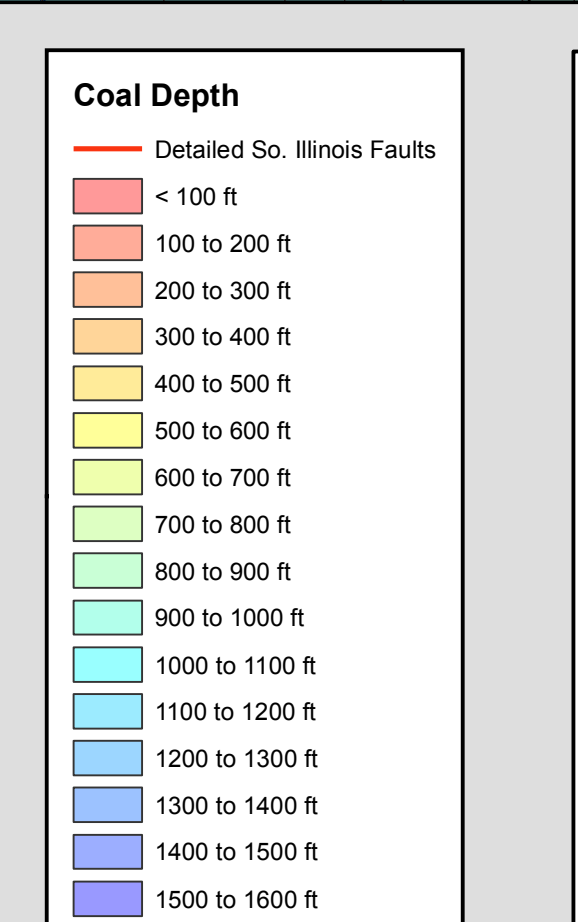 Coal Depth
Detailed So. Illinois Faults
< 100 ft
100 to 200 ft
200 to 300 ft
300 to 400 ft
400 to 500 ft
500 to 600 ft
600 to 700 ft
700 to 800 ft
800 to 900 ft
900 to 1000 ft
1000 to 1100 ft
1100 to 1200 ft
1200 to 1300 ft
1300 to 1400 ft
1400 to 1500 ft
1500 to 1600 ft